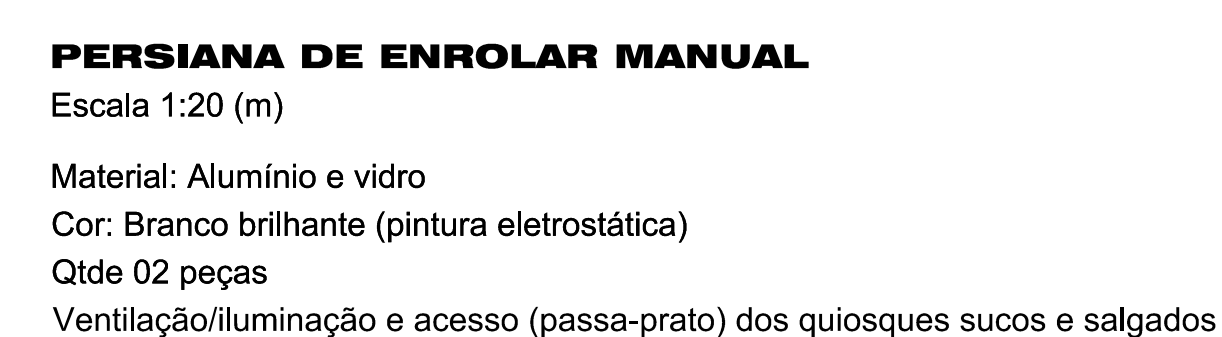 PERSIANA DE ENROLAR MANUAL
Escala 1:20 (m)
Material: Alumínio e vidro
Cor: Branco brilhante (pintura eletrostática)
Qtde 02 peças
Ventilação/iluminação e acesso (passa-prato) dos quiosques sucos e salgados